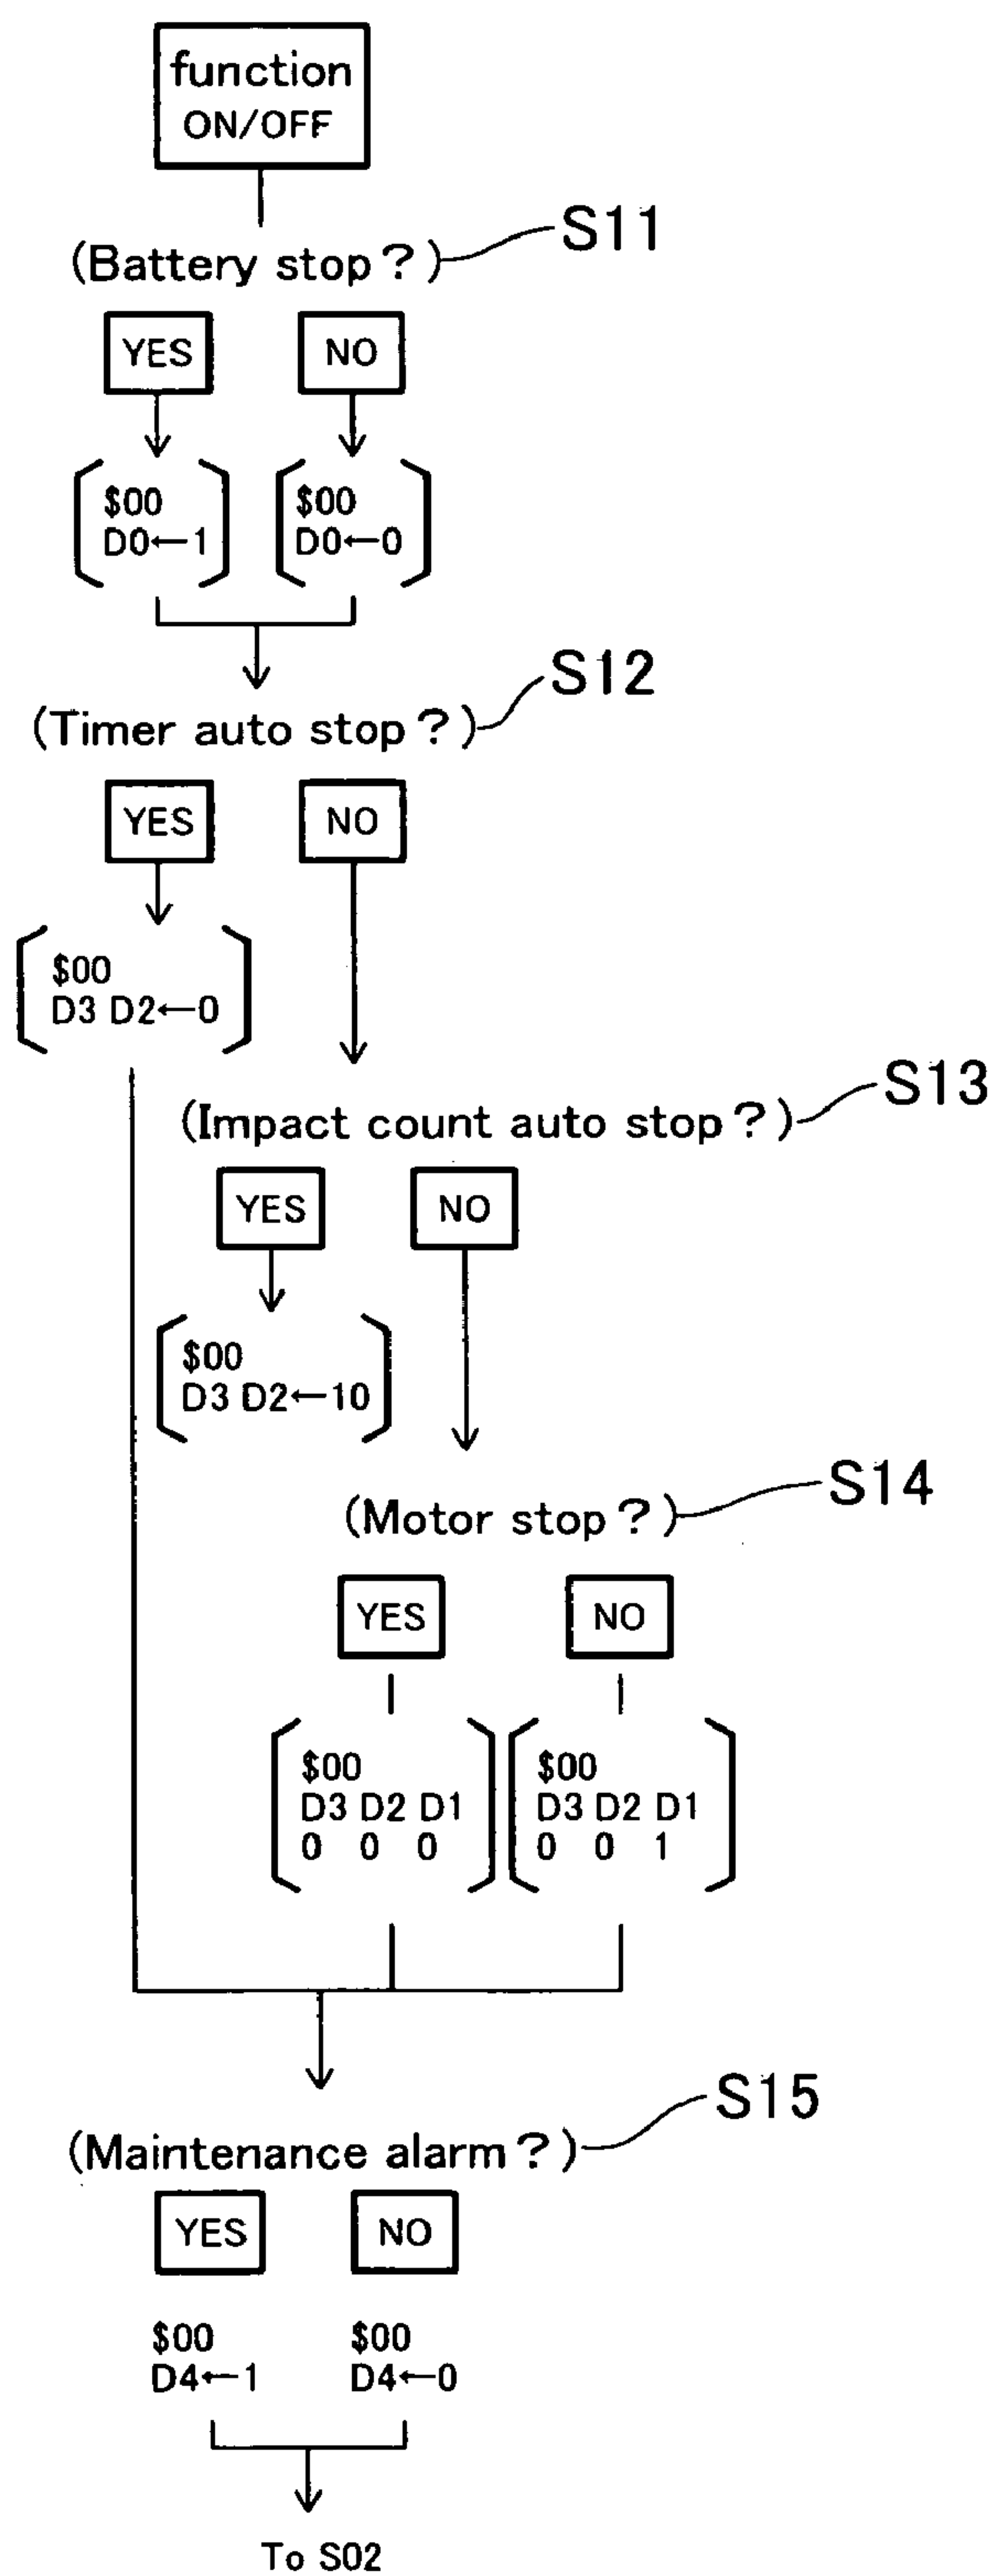 function
ON/OFF
(Battery stop?)
S11
YES
NO
$00
D0←1
$00
D0←0
S12
(Timer auto stop?)
YES
NO
$00
D3 D2←0
S13
(Impact count auto stop?)
YES
NO
$00
D3 D2←10
S14
(Motor stop?)
YES
NO
$00
D3 D2 D1
0 0 0
$00
D3 D2 D1
0 0 1
S15
(Maintenance alarm?)
YES
NO
$00
D4←1
$00
D4←0
To S02